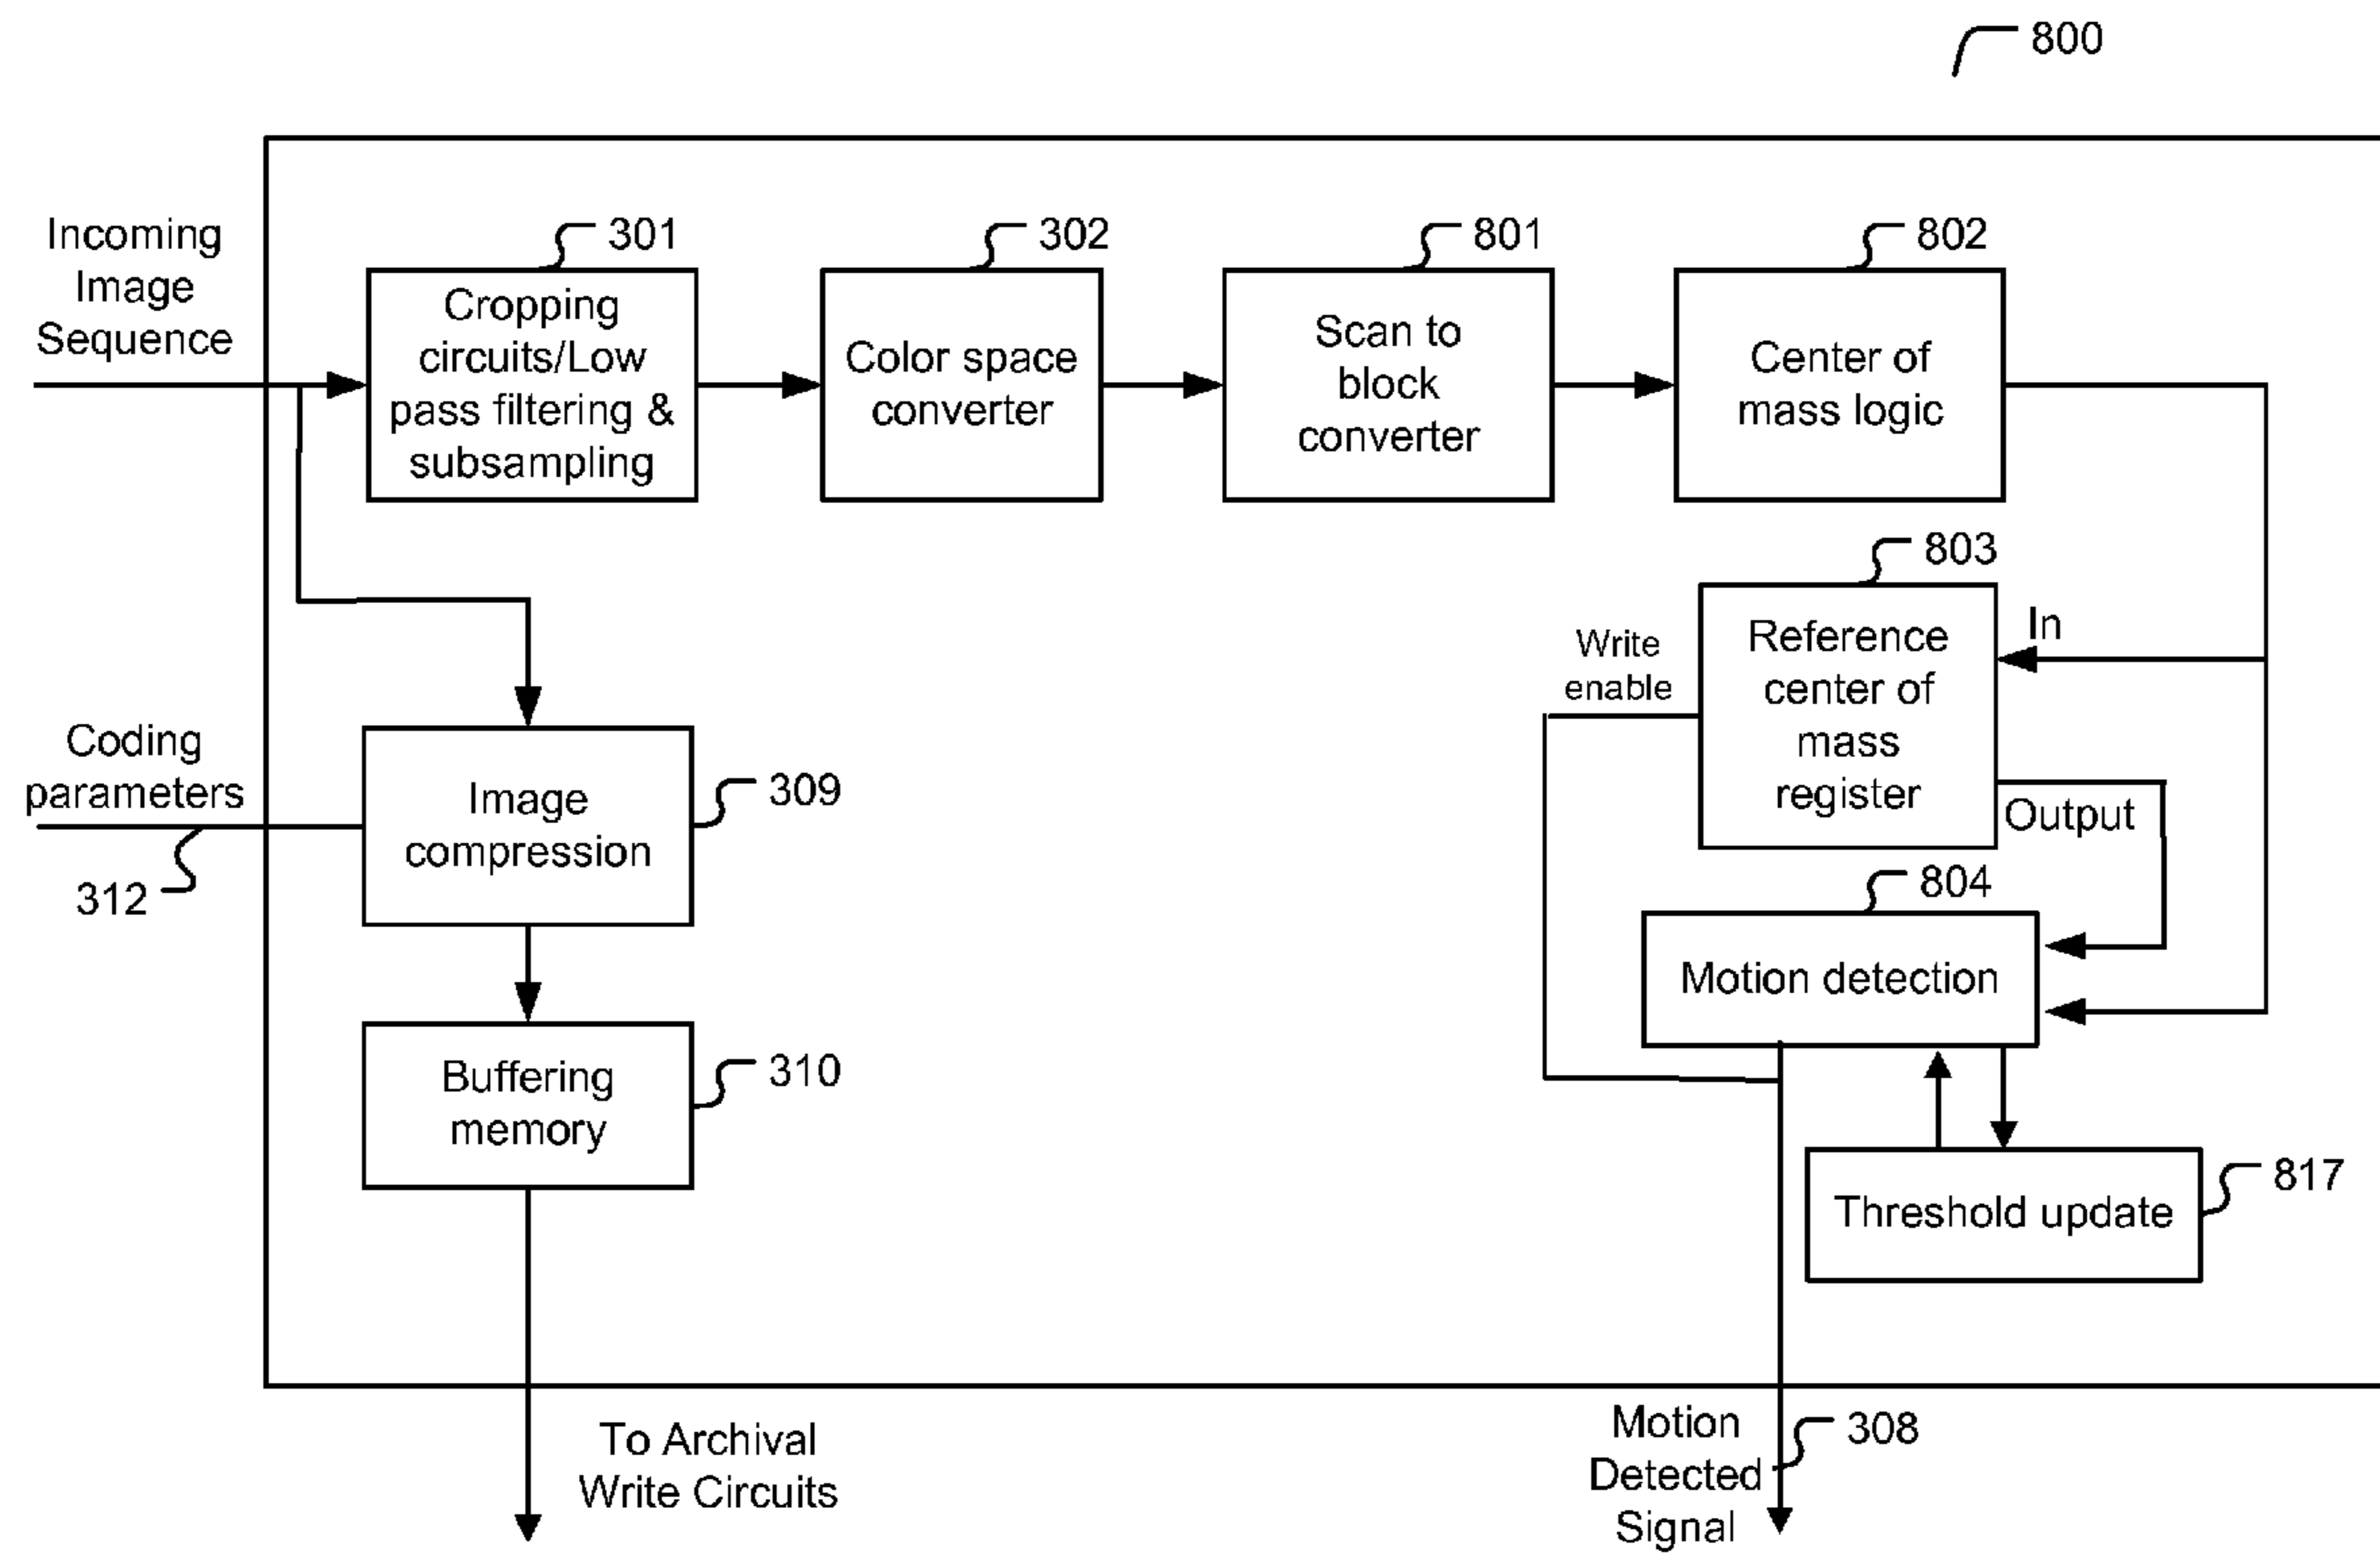 800
Incoming
Image
Sequence
301
Cropping
circuits/Low
pass filtering &
subsampling
302
Color space
converter
801
Scan to
block
converter
802
Center of
mass logic
803
Reference
center of
mass
register
In
Write
enable
Output
Coding
parameters
312
Image
compression
309
804
Motion detection
Buffering
memory
310
817
Threshold update
To Archival
Write Circuits
Motion
Detected
Signal
308